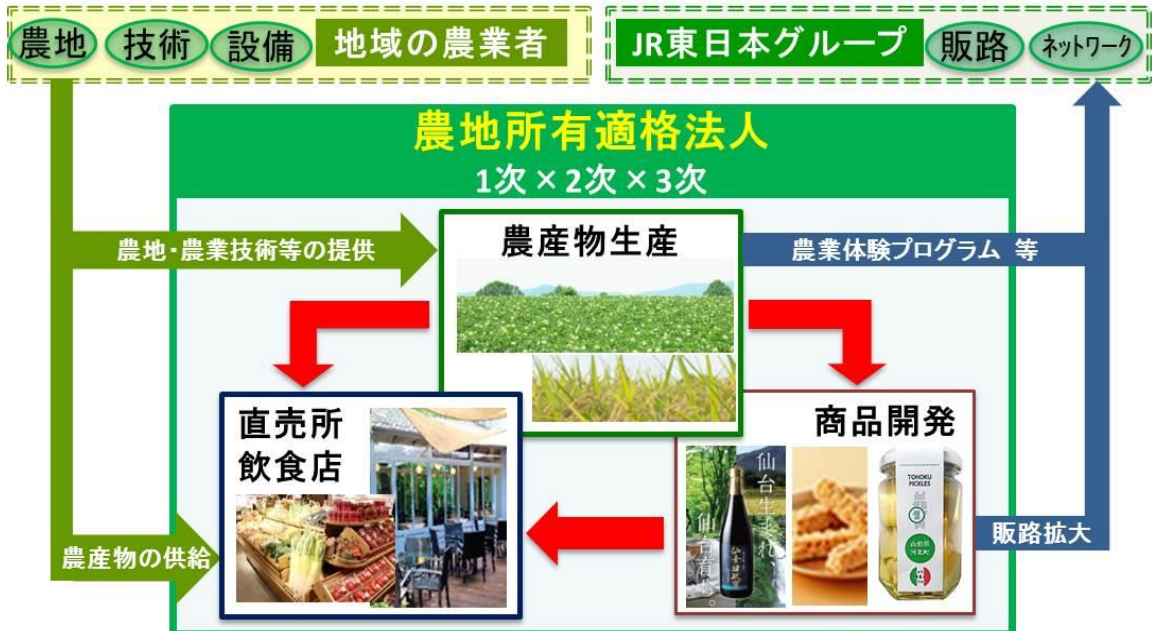 農地 技術 設備 地域の農業者
JR東日本グループ 販路 ネットワーク
農地所有適格法人
1次×2次×3次
農地・農業技術等の提供
農産物生産
農業体験プログラム 等
直売所
飲食店
商品開発
仙台生まれ、
仙台育ち。
TOHOKU
PICKLES
山形県
河北町
農産物の供給
販路拡大